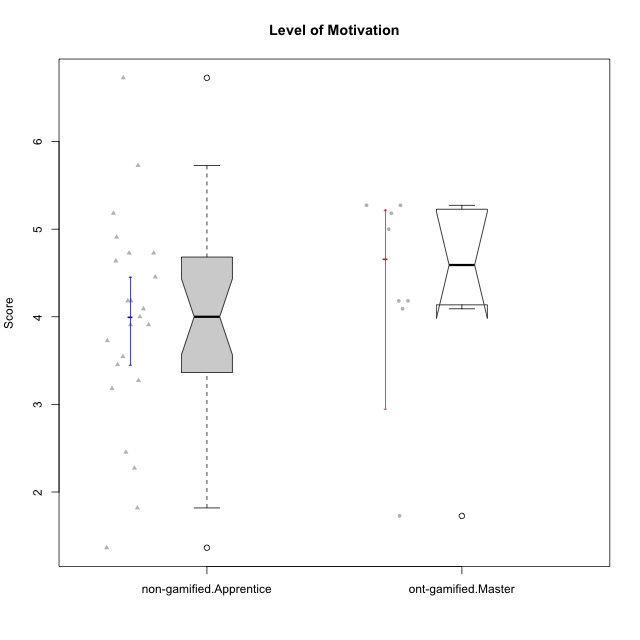 Level of Motivation
Score
6
5
4
3
2
non-gamified.Apprentice
ont-gamified.Master